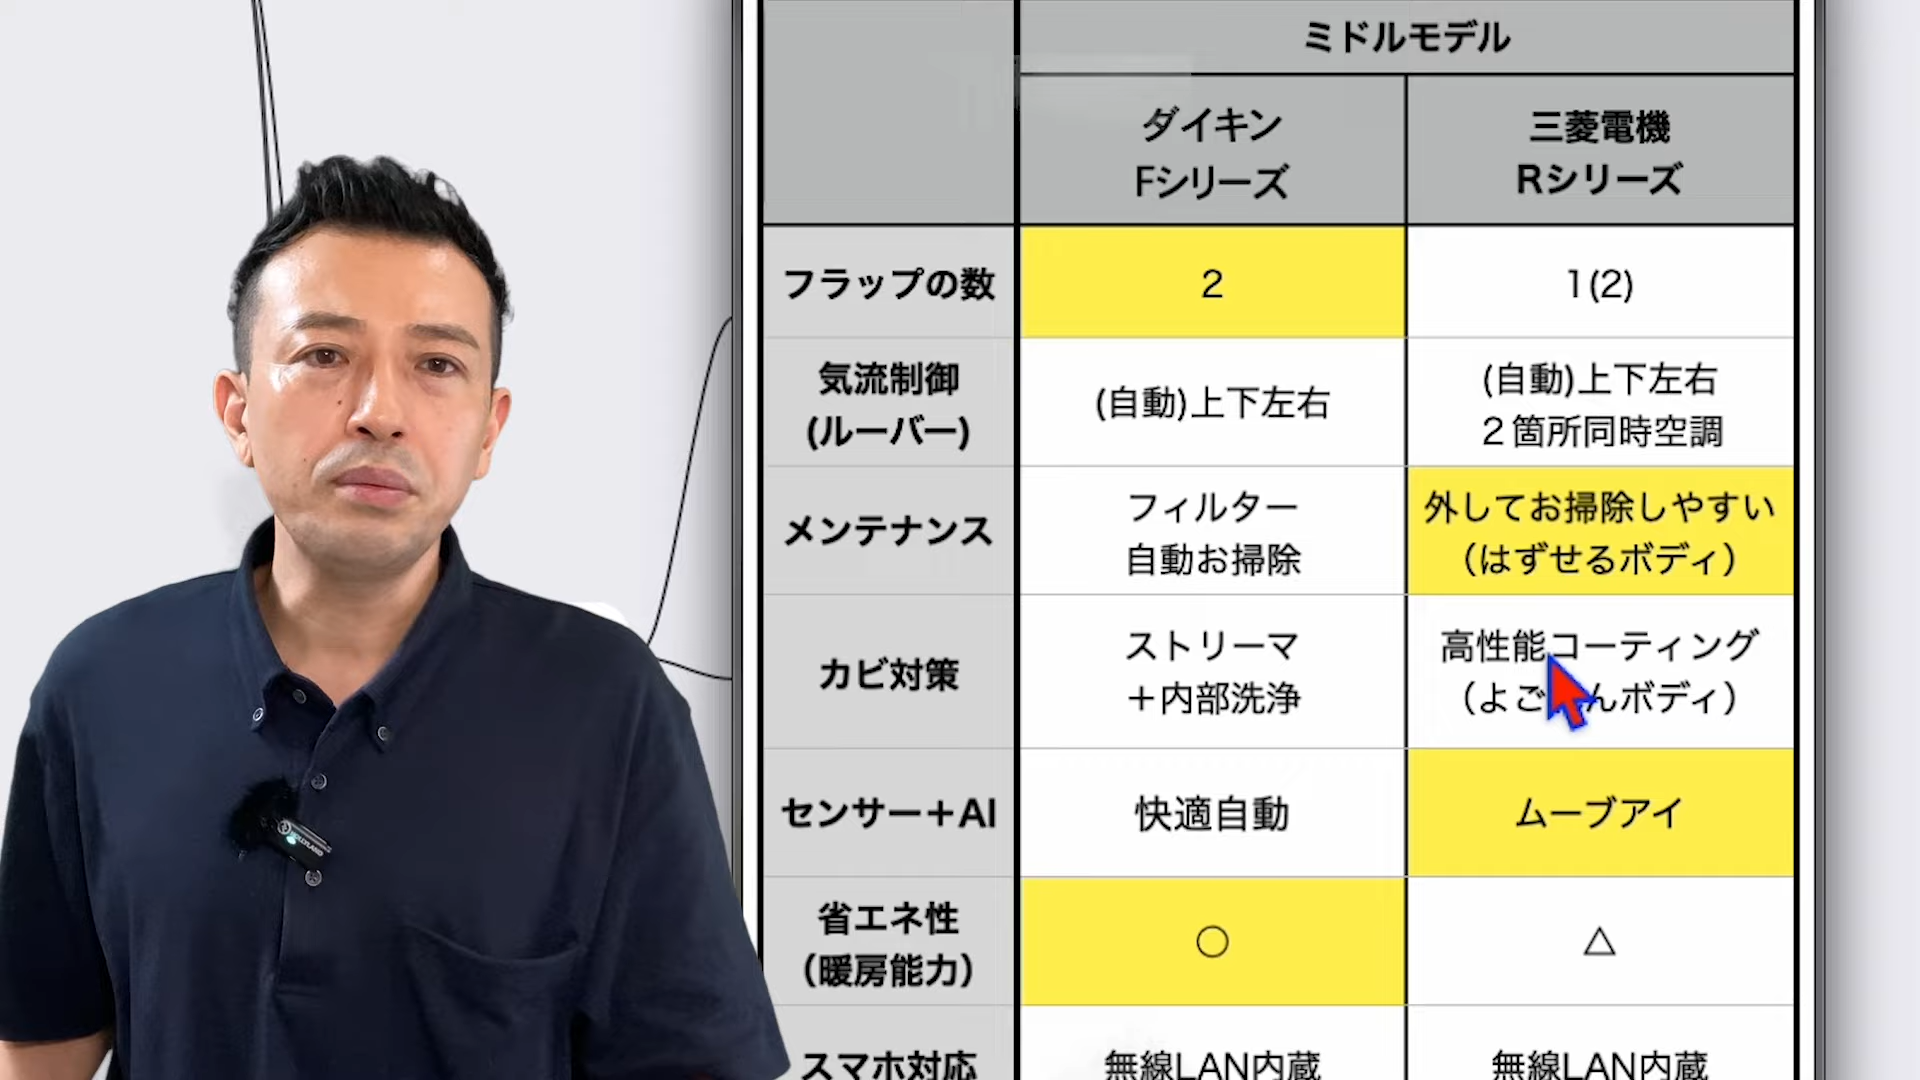 ミドルモデル
ダイキン
Fシリーズ
三菱電機
Rシリーズ
フラップの数
2
1(2)
気流制御
(ルーバー)
(自動)上下左右
(自動)上下左右
２箇所同時空調
メンテナンス
フィルター
自動お掃除
外してお掃除しやすい
（はずせるボディ）
カビ対策
ストリーマ
＋内部洗浄
高性能コーティング
（よごれんボディ）
センサー＋AI
快適自動
ムーブアイ
省エネ性
（暖房能力）
○
△
スマホ対応
無線LAN内蔵
無線LAN内蔵